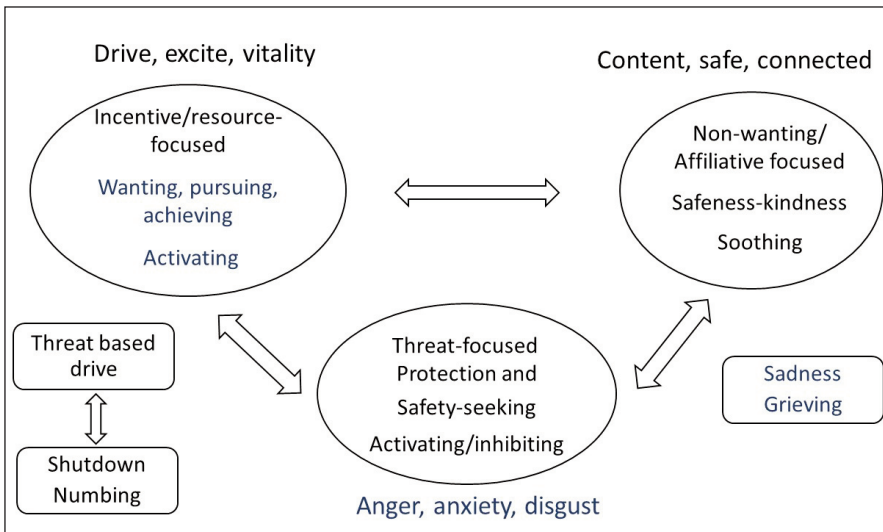 Drive, excite, vitality
Content, safe, connected
Incentive/resource-
focused
Wanting, pursuing,
achieving
Activating
Non-wanting/
Affiliative focused
Safeness-kindness
Soothing
Threat based
drive
Shutdown
Numbing
Threat-focused
Protection and
Safety-seeking
Activating/inhibiting
Anger, anxiety, disgust
Sadness
Grieving